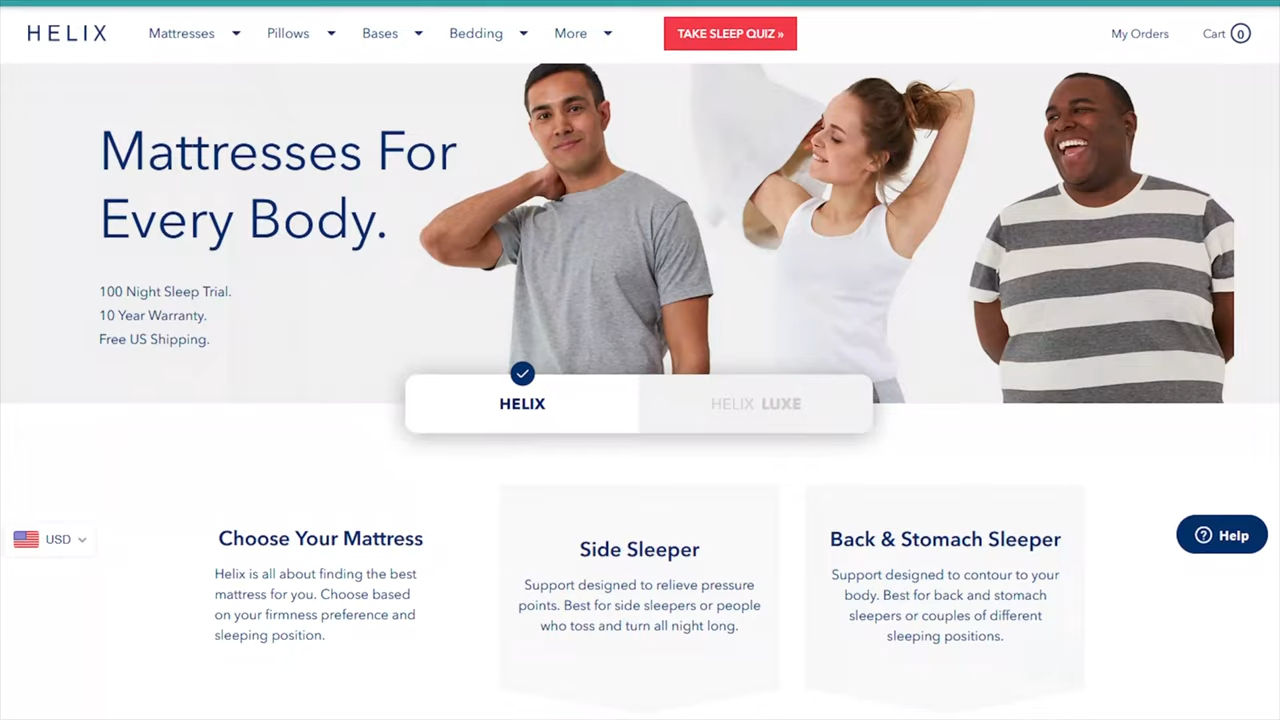 HELIX
Mattresses
Pillows
Bases
Bedding
More
TAKE SLEEP QUIZ »
My Orders
Cart 0
Mattresses For
Every Body.
100 Night Sleep Trial.
10 Year Warranty.
Free US Shipping.
HELIX
HELIX LUXE
Choose Your Mattress
Helix is all about finding the best
mattress for you. Choose based
on your firmness preference and
sleeping position.
Side Sleeper
Support designed to relieve pressure
points. Best for side sleepers or people
who toss and turn all night long.
Back & Stomach Sleeper
Support designed to contour to your
body. Best for back and stomach
sleepers or couples of different
sleeping positions.
USD
? Help